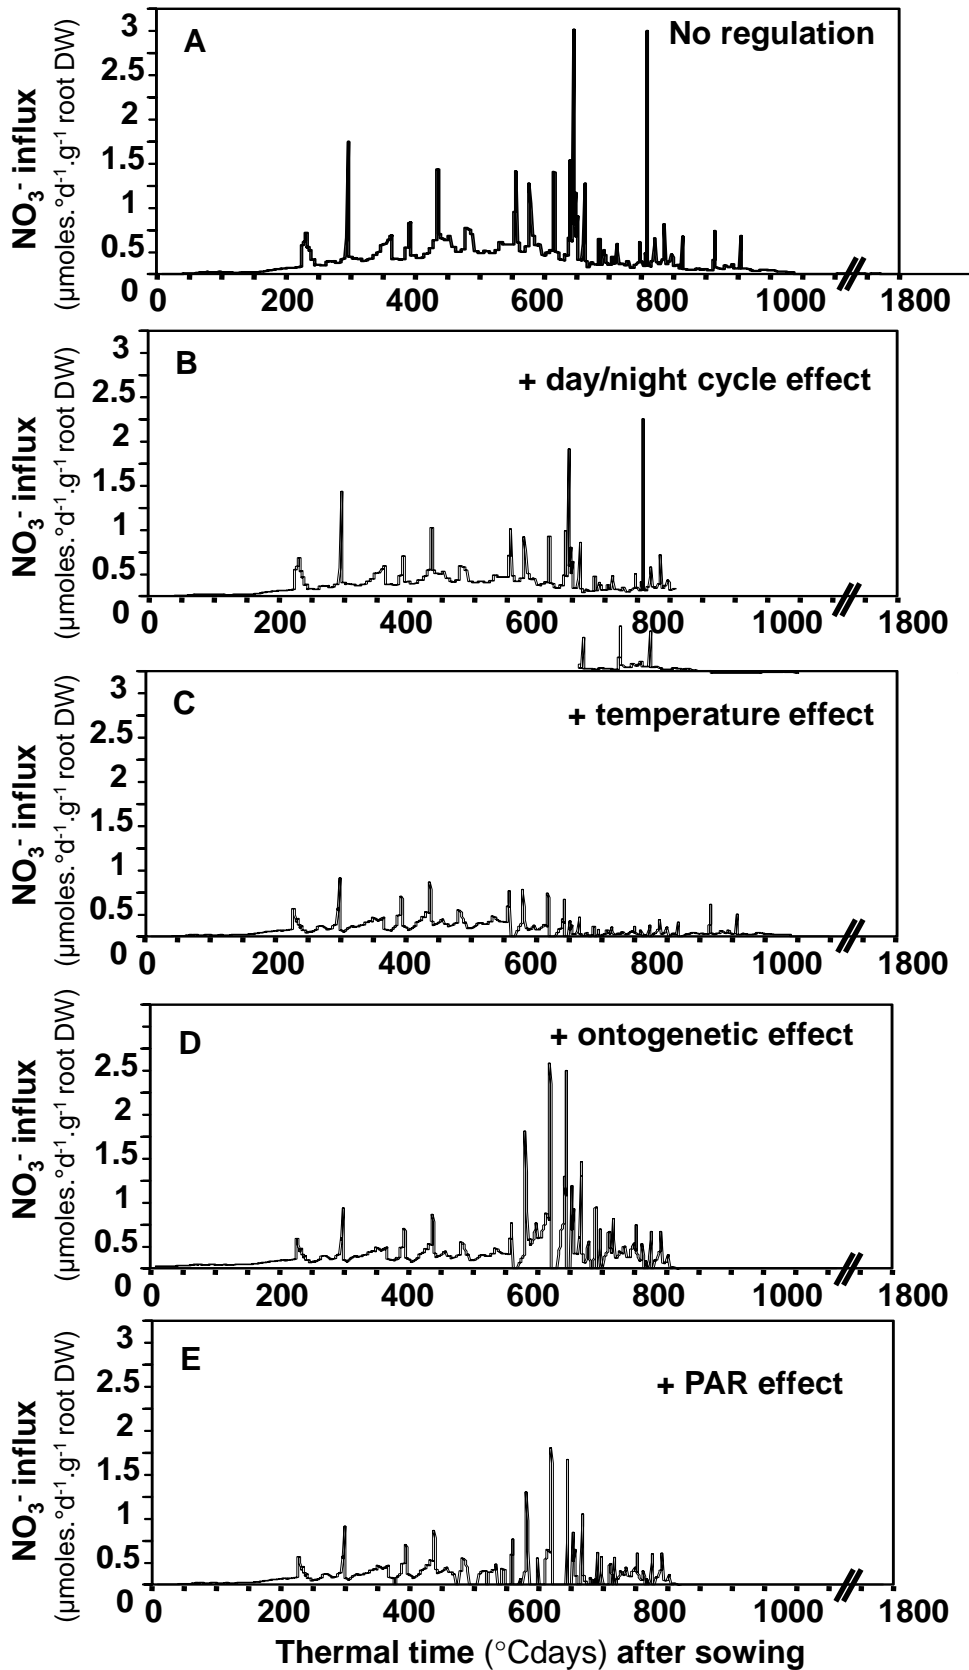 NO₃⁻ influx
(µmoles.°d⁻¹.g⁻¹ root DW)
A
No regulation
3
2.5
2
1.5
1
0.5
0
0 200 400 600 800 1000 1800
NO₃⁻ influx
(µmoles.°d⁻¹.g⁻¹ root DW)
B
+ day/night cycle effect
3
2.5
2
1.5
1
0.5
0
0 200 400 600 800 1000 1800
NO₃⁻ influx
(µmoles.°d⁻¹.g⁻¹ root DW)
C
+ temperature effect
3
2.5
2
1.5
1
0.5
0
0 200 400 600 800 1000 1800
NO₃⁻ influx
(µmoles.°d⁻¹.g⁻¹ root DW)
D
+ ontogenetic effect
2.5
2
1.5
1
0.5
0
0 200 400 600 800 1000 1800
NO₃⁻ influx
(µmoles.°d⁻¹.g⁻¹ root DW)
E
+ PAR effect
3
2.5
2
1.5
1
0.5
0
0 200 400 600 800 1000 1800
Thermal time (°Cdays) after sowing